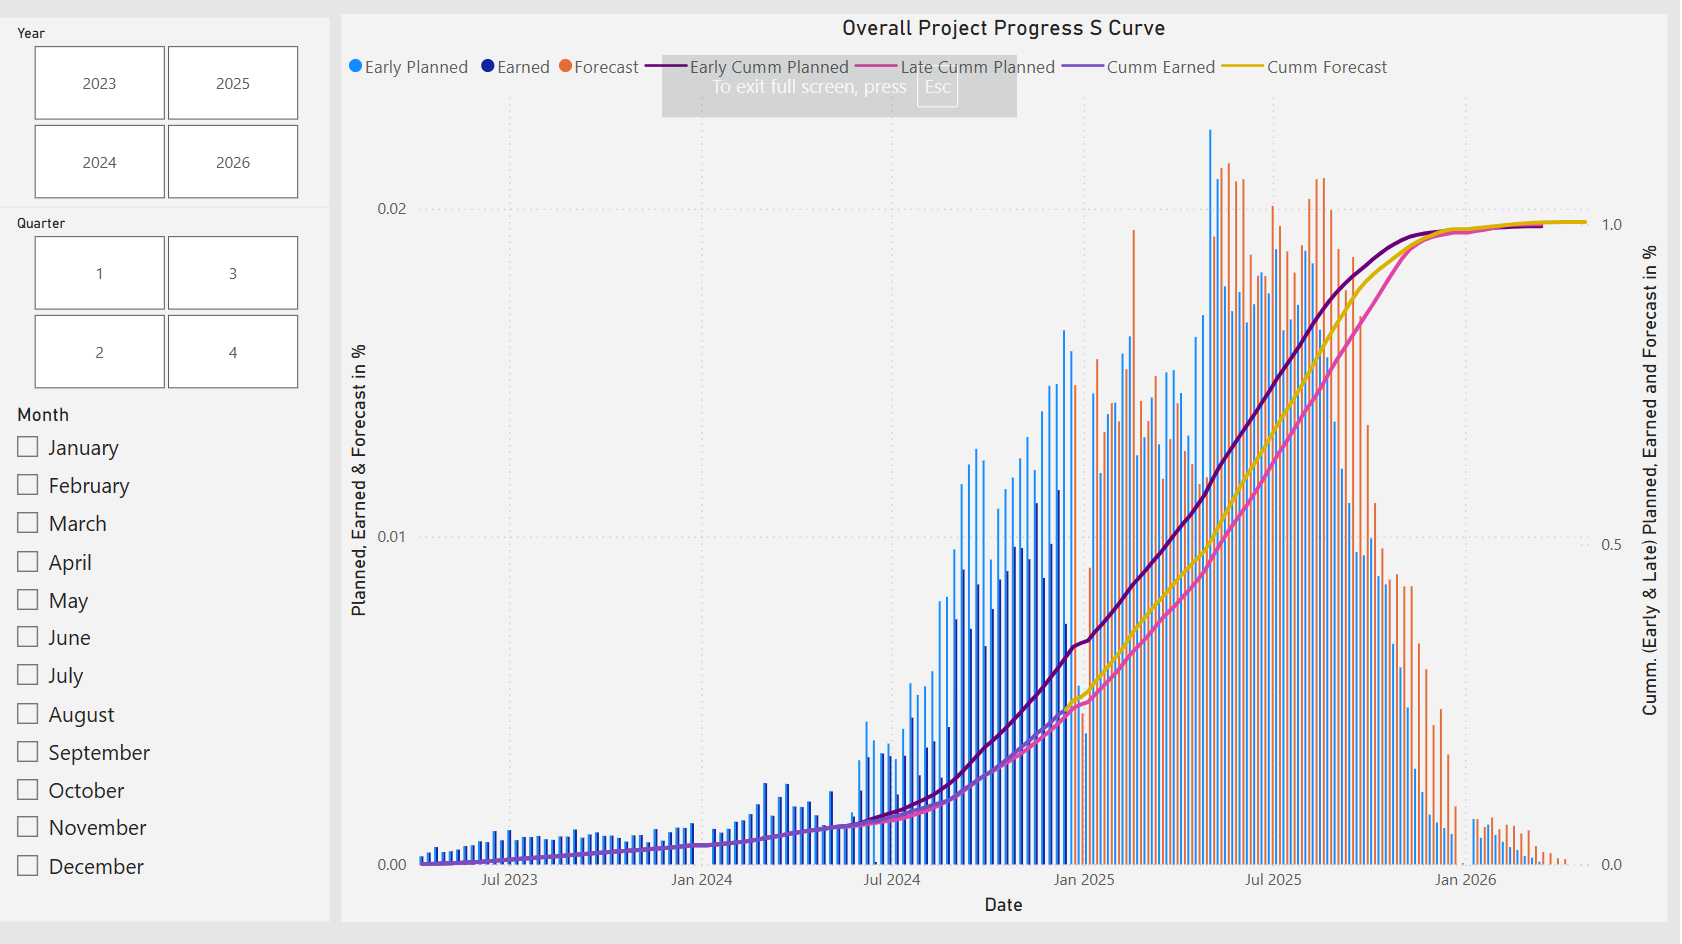 Overall Project Progress S Curve
Year
2023
2025
2024
2026
Quarter
1
3
2
4
Month
January
February
March
April
May
June
July
August
September
October
November
December
Early Planned
Earned
Forecast
Early Cumm Planned
Late Cumm Planned
Cumm Earned
Cumm Forecast
To exit full screen, press Esc
Planned, Earned & Forecast in %
0.02
0.01
0.00
Jul 2023
Jan 2024
Jul 2024
Jan 2025
Jul 2025
Jan 2026
Date
1.0
0.5
0.0
Cumm. (Early & Late) Planned, Earned and Forecast in %